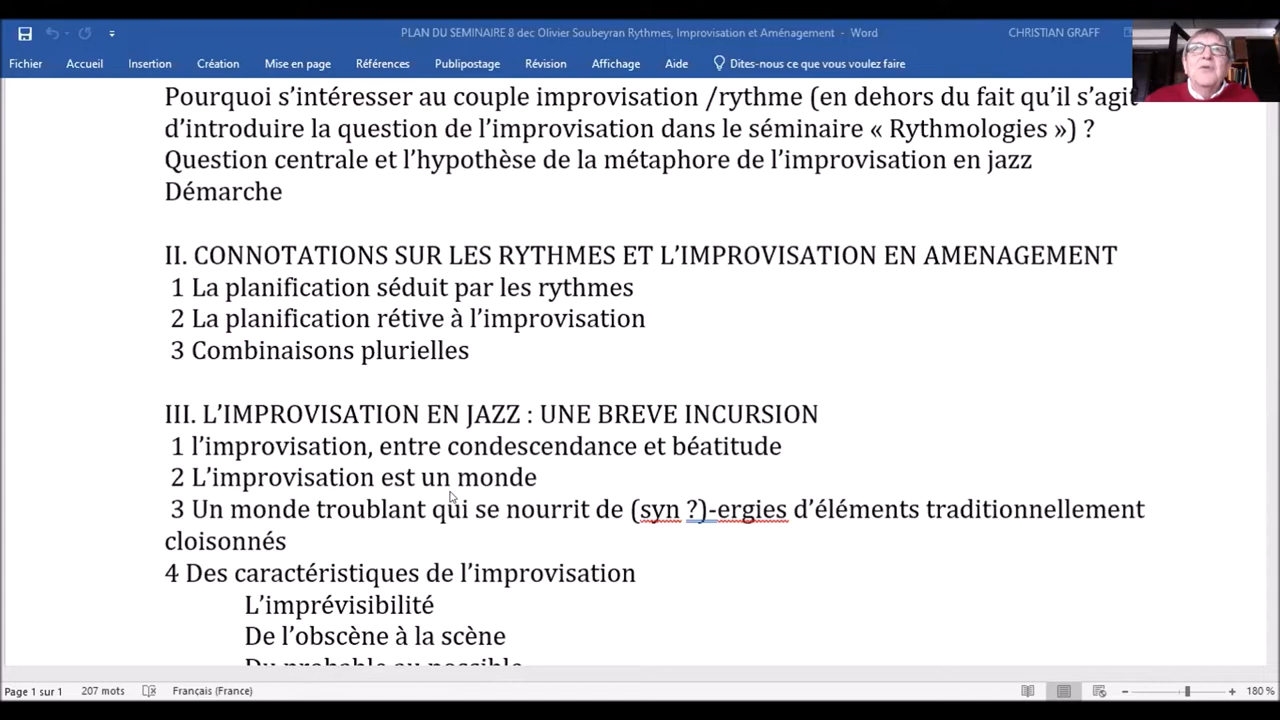 PLAN DU SEMINAIRE 8 dec Olivier Soubeyran Rythmes, Improvisation et Aménagement - Word
CHRISTIAN GRAFF
Fichier Accueil Insertion Création Mise en page Références Publipostage Révision Affichage Aide Dites-nous ce que vous voulez faire
Pourquoi s'intéresser au couple improvisation /rythme (en dehors du fait qu'il s'agit
d'introduire la question de l'improvisation dans le séminaire « Rythmologies ») ?
Question centrale et l'hypothèse de la métaphore de l'improvisation en jazz
Démarche
II. CONNOTATIONS SUR LES RYTHMES ET L'IMPROVISATION EN AMENAGEMENT
1 La planification séduit par les rythmes
2 La planification rétive à l'improvisation
3 Combinaisons plurielles
III. L'IMPROVISATION EN JAZZ : UNE BREVE INCURSION
1 l'improvisation, entre condescendance et béatitude
2 L'improvisation est un monde
3 Un monde troublant qui se nourrit de (syn ?)-ergies d'éléments traditionnellement
cloisonnés
4 Des caractéristiques de l'improvisation
L'imprévisibilité
De l'obscène à la scène
Du probable au possible
Page 1 sur 1 207 mots Français (France) 180 %